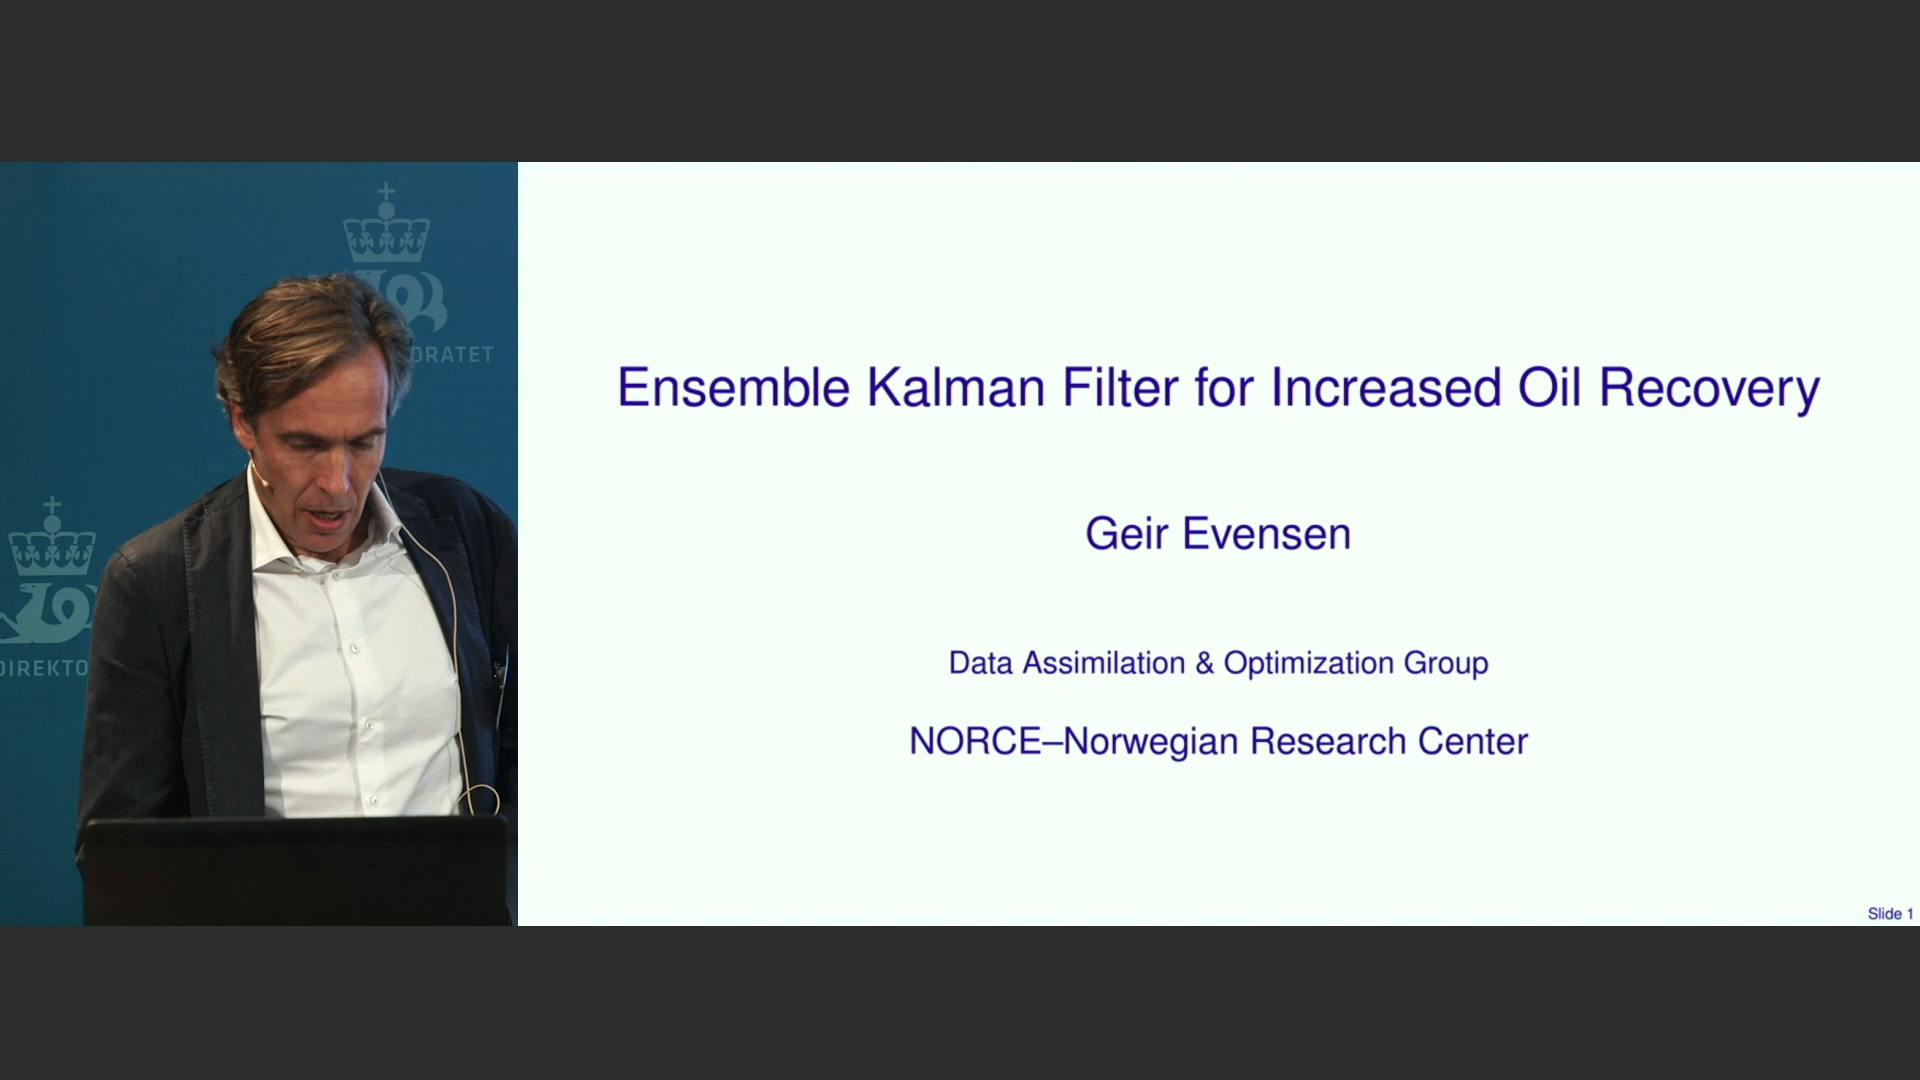 ORATET
DIREKTO
Ensemble Kalman Filter for Increased Oil Recovery
Geir Evensen
Data Assimilation & Optimization Group
NORCE–Norwegian Research Center
Slide 1